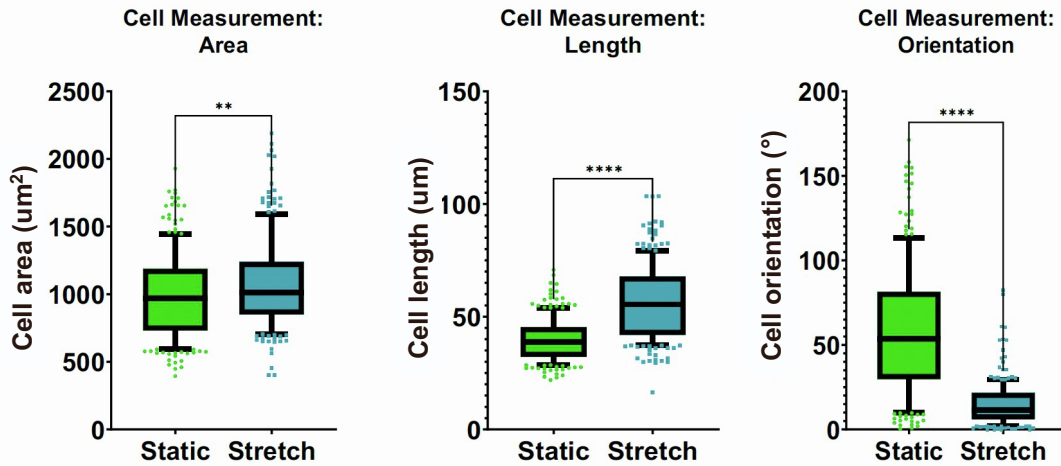 Cell Measurement:
Area
Cell area (um²)
2500
2000
1500
1000
500
0
**
Static
Stretch
Cell Measurement:
Length
Cell length (um)
150
100
50
0
****
Static
Stretch
Cell Measurement:
Orientation
Cell orientation (°)
200
150
100
50
0
****
Static
Stretch